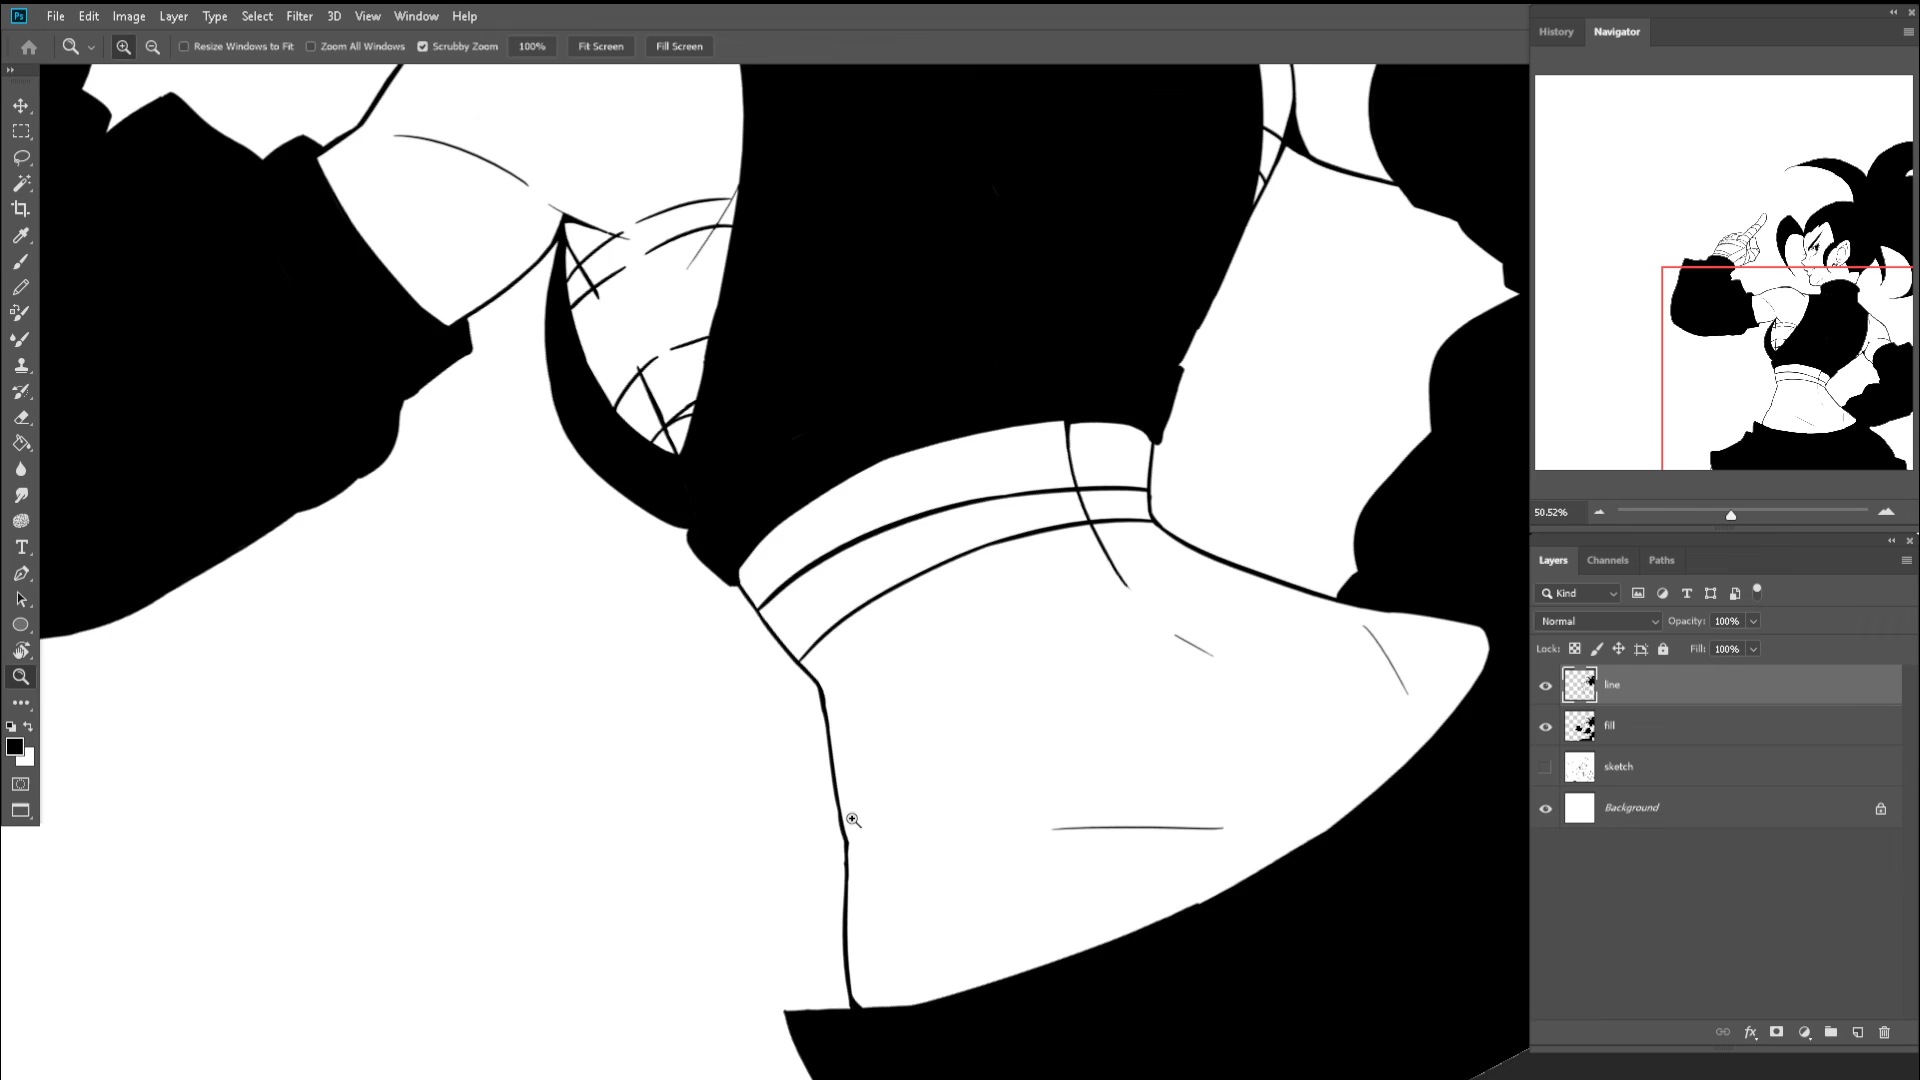 Ps File Edit Image Layer Type Select Filter 3D View Window Help
Resize Windows to Fit Zoom All Windows Scrubby Zoom 100% Fit Screen Fill Screen
History Navigator
50.52%
Layers Channels Paths
Kind
Normal Opacity: 100%
Lock: Fill: 100%
line
fill
sketch
Background